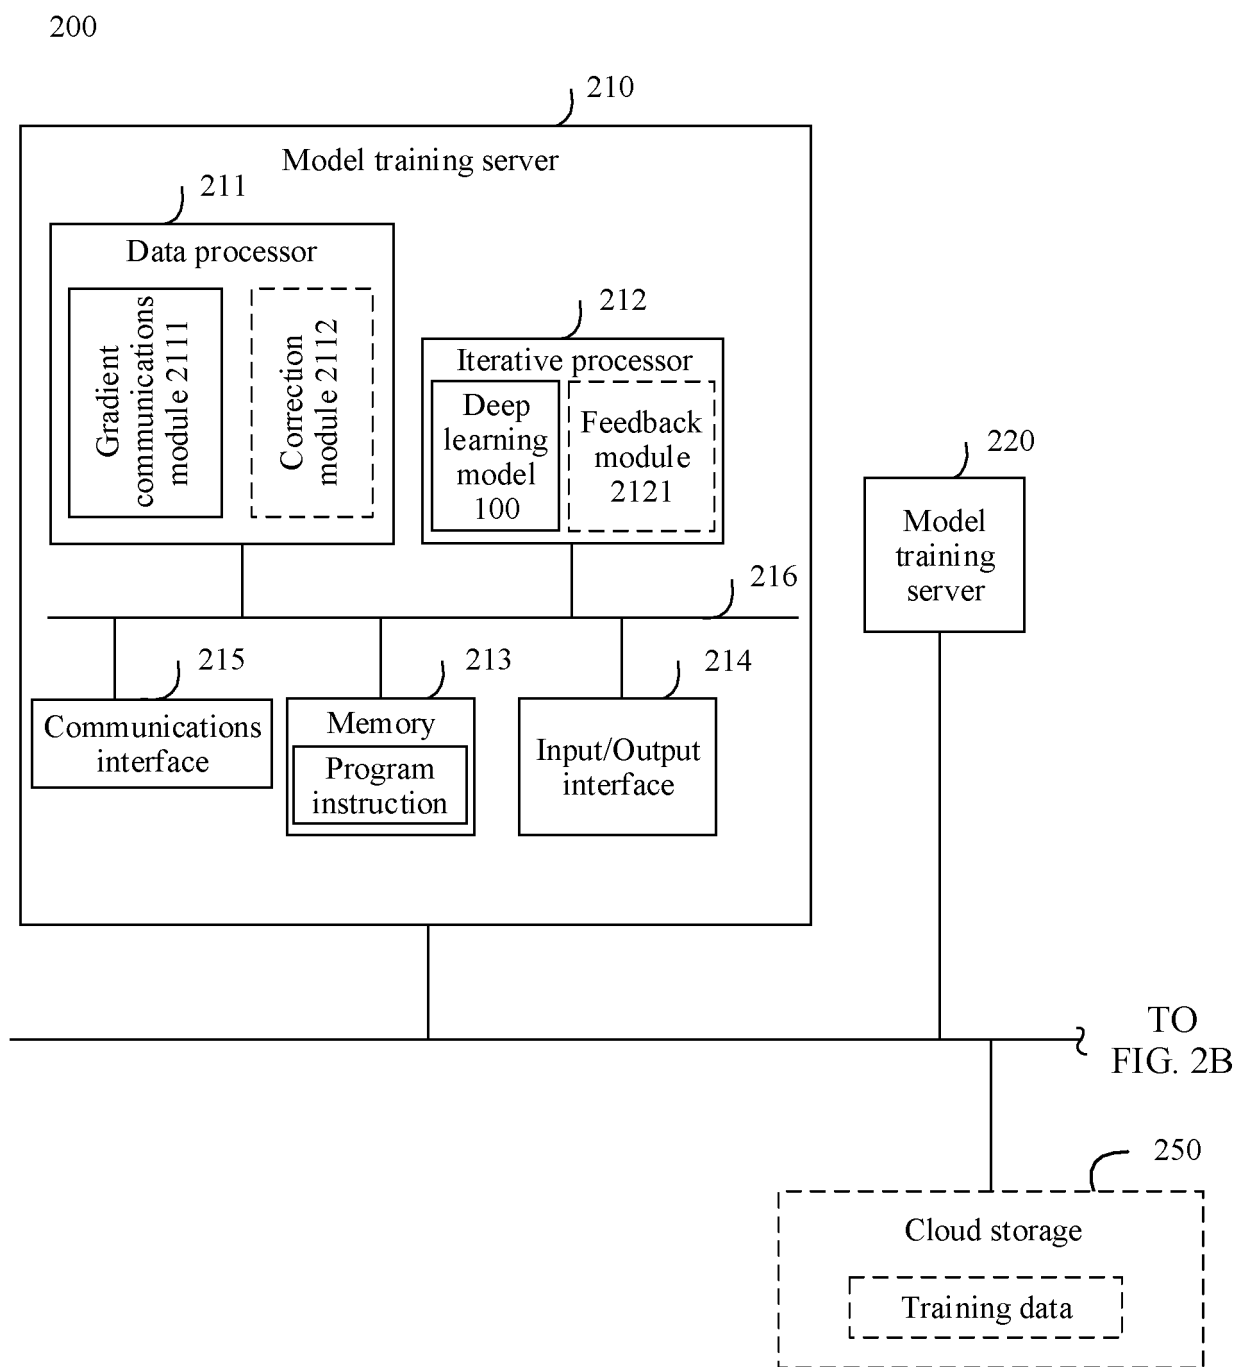 200
210
Model training server
211
Data processor
Gradient
communications
module 2111
Correction
module 2112
212
Iterative processor
Deep
learning
model
100
Feedback
module
2121
220
Model
training
server
216
215
Communications
interface
213
Memory
Program
instruction
214
Input/Output
interface
TO
FIG. 2B
250
Cloud storage
Training data